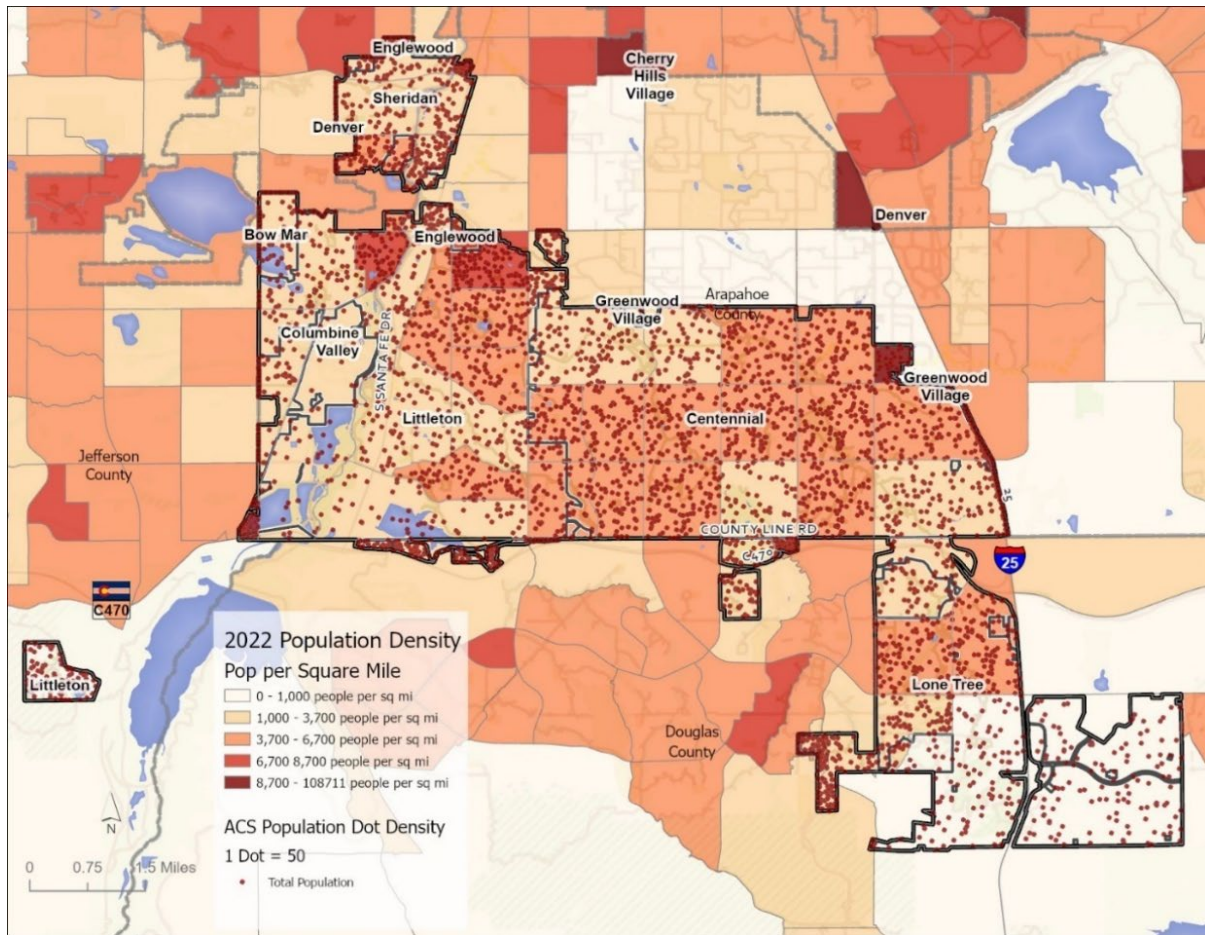 Englewood
Cherry
Hills
Village
Sheridan
Denver
Denver
Bow Mar
Englewood
Greenwood
Village
Arapahoe
County
Columbine
Valley
S SANTA FE DR
Greenwood
Village
Littleton
Centennial
Jefferson
County
25
COUNTY LINE RD
C470
25
C470
2022 Population Density
Pop per Square Mile
0 - 1,000 people per sq mi
1,000 - 3,700 people per sq mi
3,700 - 6,700 people per sq mi
6,700 8,700 people per sq mi
8,700 - 108711 people per sq mi
ACS Population Dot Density
1 Dot = 50
Total Population
Littleton
Lone Tree
Douglas
County
N
0 0.75 1.5 Miles